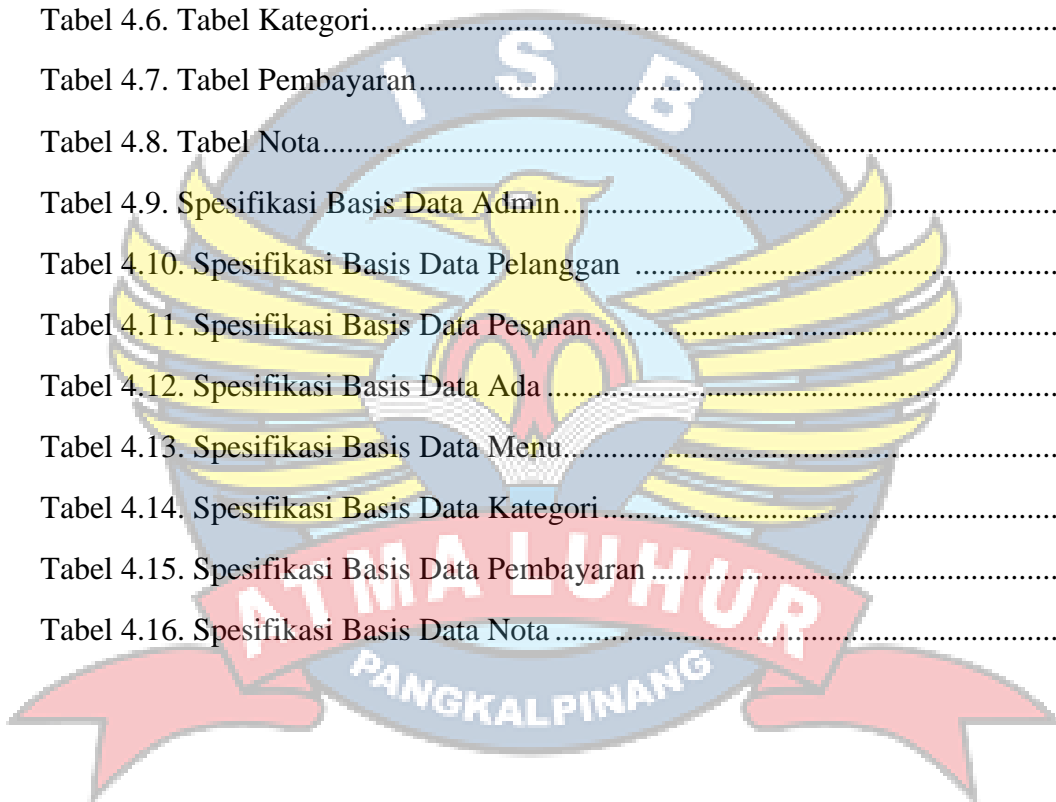 Tabel 4.6. Tabel Kategori..........................................................................................
Tabel 4.7. Tabel Pembayaran....................................................................................
Tabel 4.8. Tabel Nota................................................................................................
Tabel 4.9. Spesifikasi Basis Data Admin.................................................................
Tabel 4.10. Spesifikasi Basis Data Pelanggan ........................................................
Tabel 4.11. Spesifikasi Basis Data Pesanan.............................................................
Tabel 4.12. Spesifikasi Basis Data Ada ...................................................................
Tabel 4.13. Spesifikasi Basis Data Menu.................................................................
Tabel 4.14. Spesifikasi Basis Data Kategori ............................................................
Tabel 4.15. Spesifikasi Basis Data Pembayaran ......................................................
Tabel 4.16. Spesifikasi Basis Data Nota ..................................................................
I S B
ATMA LUHUR
PANGKALPINANG